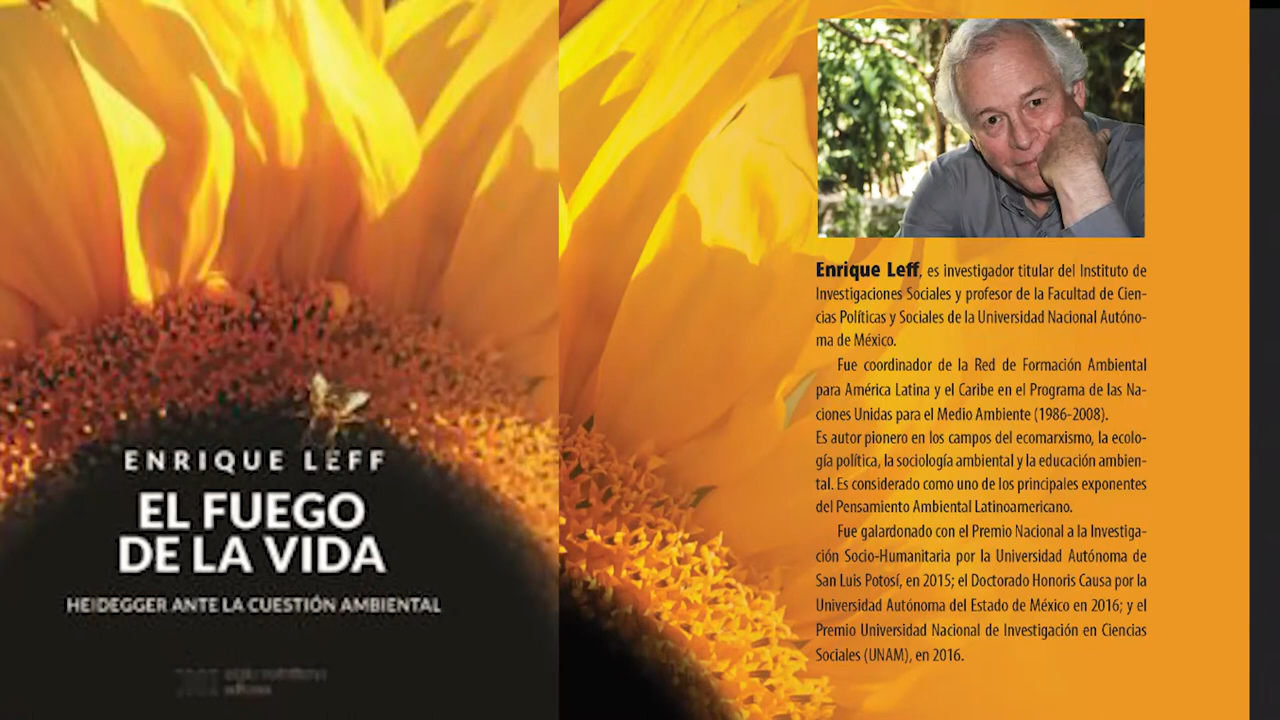 ENRIQUE LEFF
EL FUEGO
DE LA VIDA
HEIDEGGER ANTE LA CUESTIÓN AMBIENTAL
Enrique Leff, es investigador titular del Instituto de
Investigaciones Sociales y profesor de la Facultad de Cien-
cias Políticas y Sociales de la Universidad Nacional Autóno-
ma de México.
Fue coordinador de la Red de Formación Ambiental
para América Latina y el Caribe en el Programa de las Na-
ciones Unidas para el Medio Ambiente (1986-2008).
Es autor pionero en los campos del ecomarxismo, la ecolo-
gía política, la sociología ambiental y la educación ambien-
tal. Es considerado como uno de los principales exponentes
del Pensamiento Ambiental Latinoamericano.
Fue galardonado con el Premio Nacional a la Investiga-
ción Socio-Humanitaria por la Universidad Autónoma de
San Luis Potosí, en 2015; el Doctorado Honoris Causa por la
Universidad Autónoma del Estado de México en 2016; y el
Premio Universidad Nacional de Investigación en Ciencias
Sociales (UNAM), en 2016.